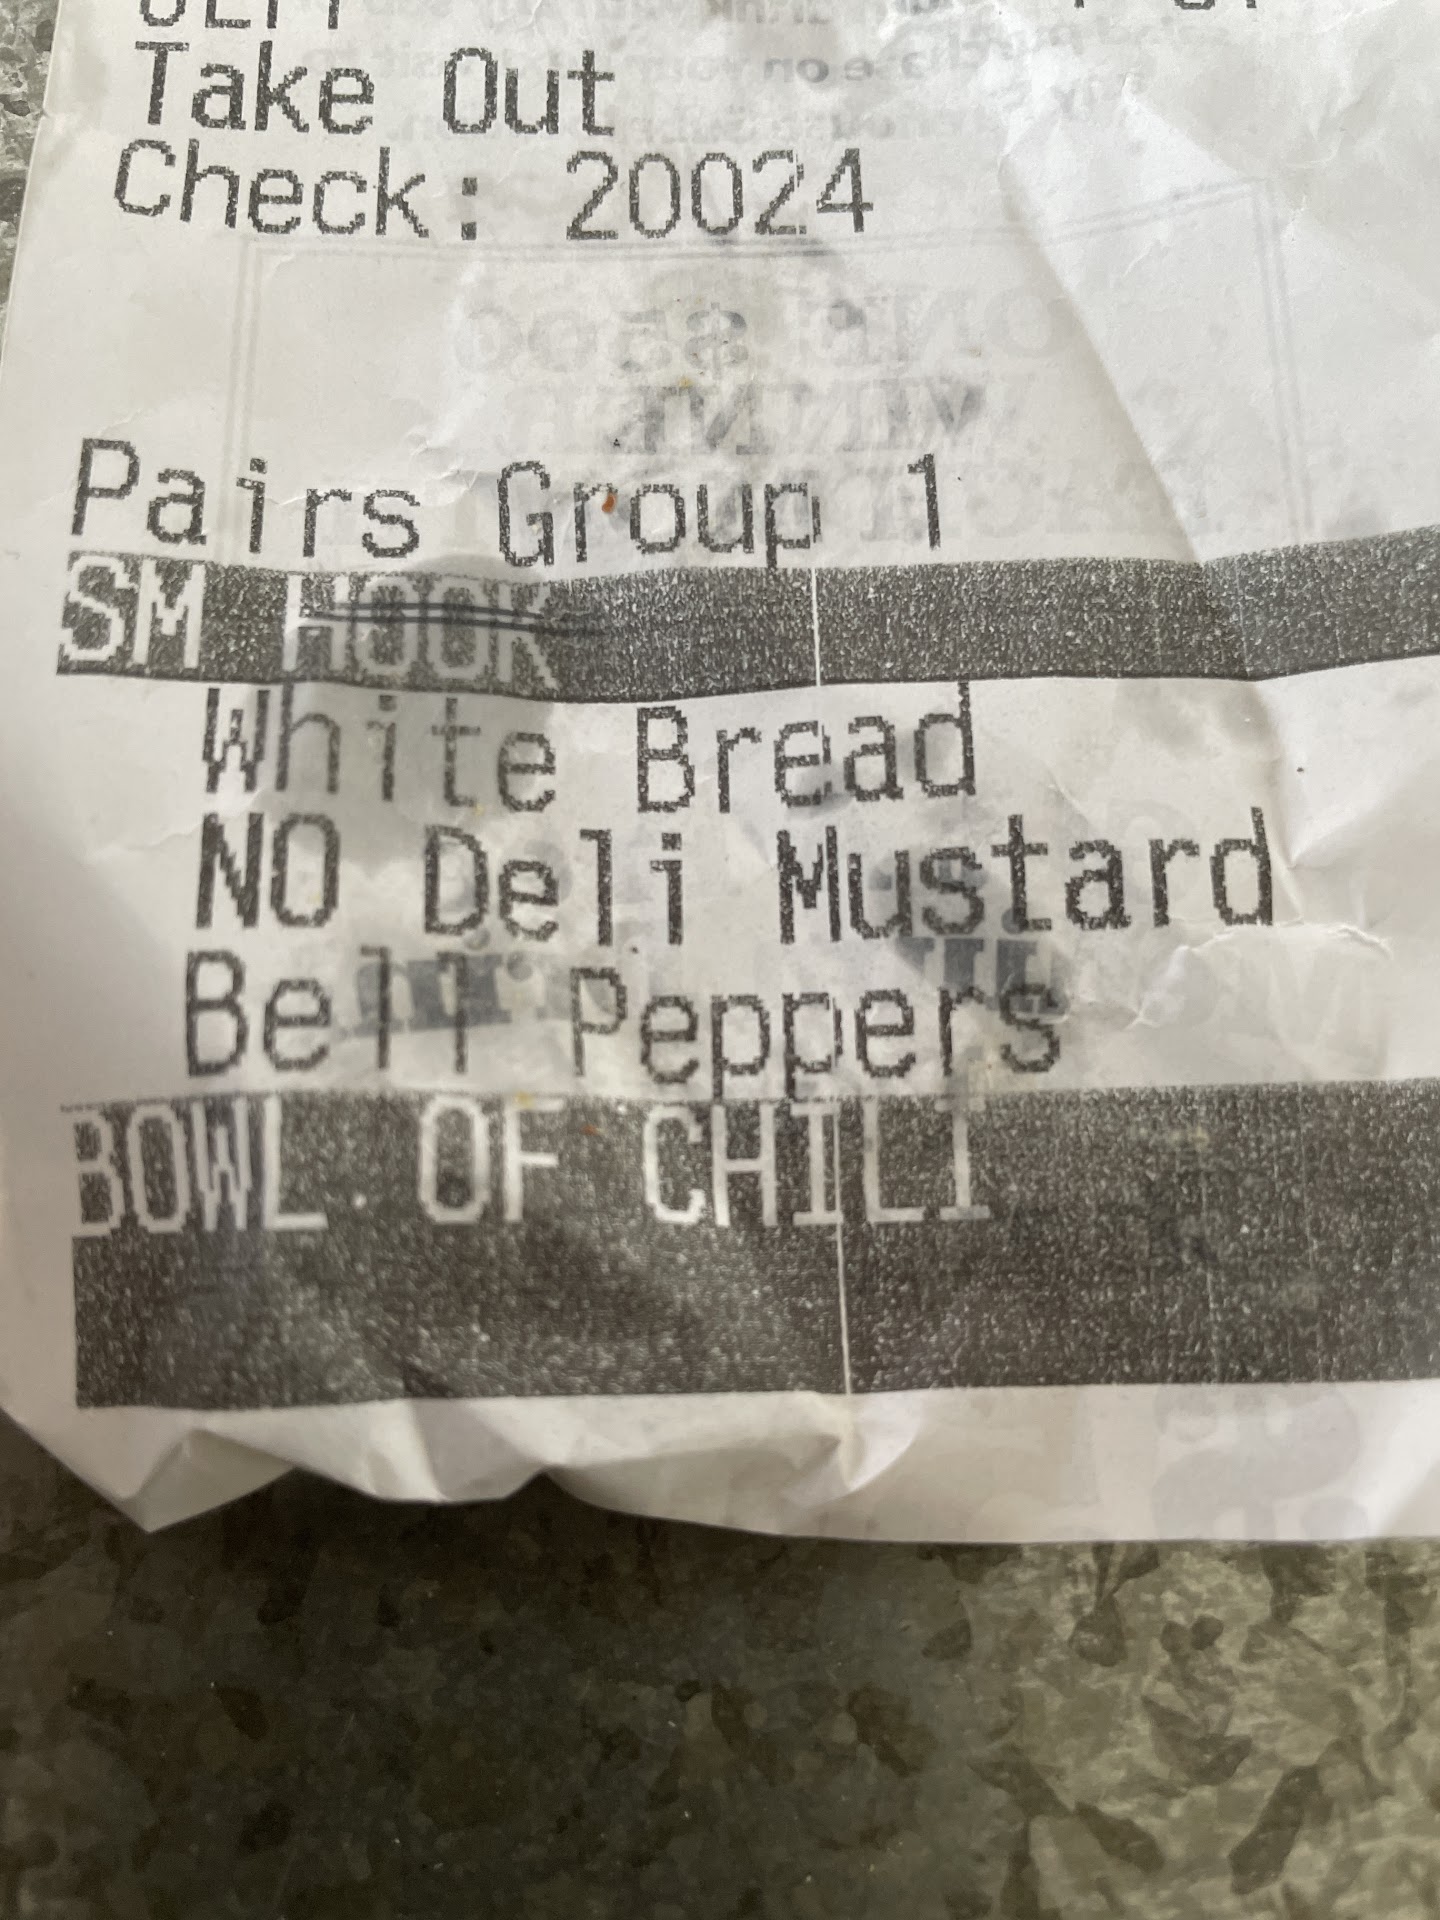 Take Out
Check: 20024
Pairs Group 1
SM HOOK
White Bread
NO Deli Mustard
Bell Peppers
BOWL OF CHILI